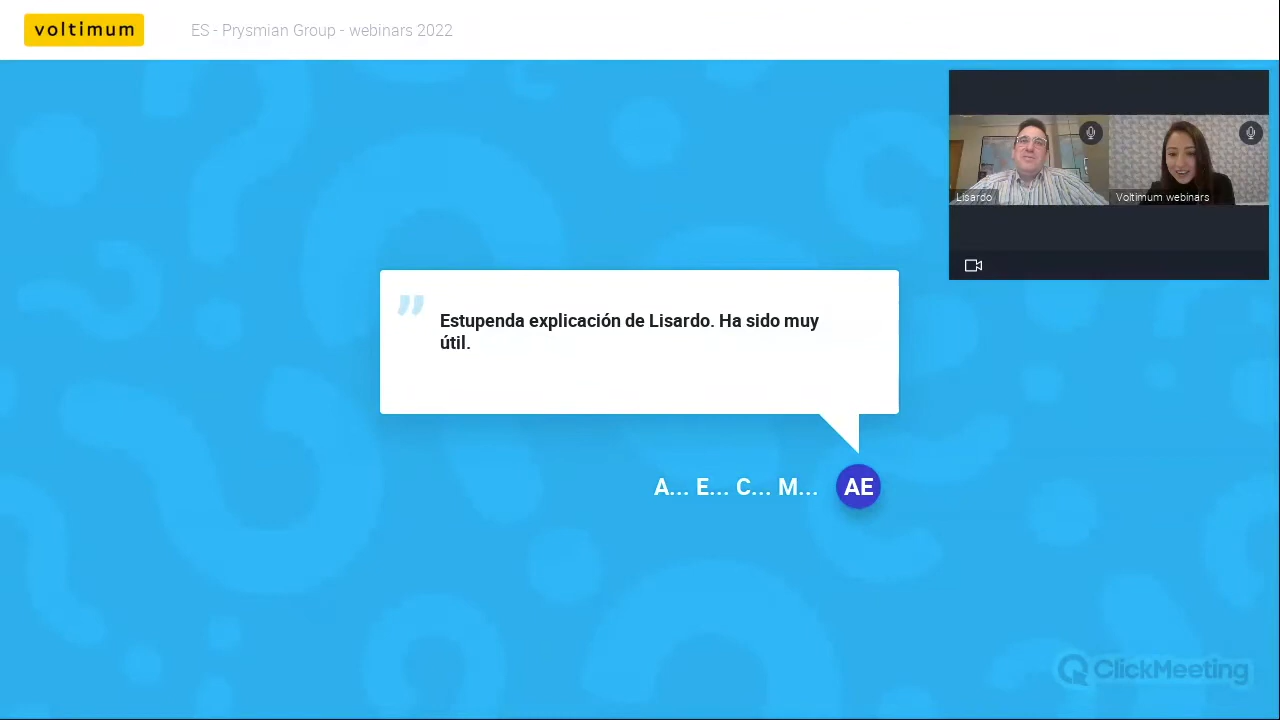 voltimum
ES - Prysmian Group - webinars 2022
Lisardo
Voltimum webinars
Estupenda explicación de Lisardo. Ha sido muy
útil.
A... E... C... M...
AE
ClickMeeting